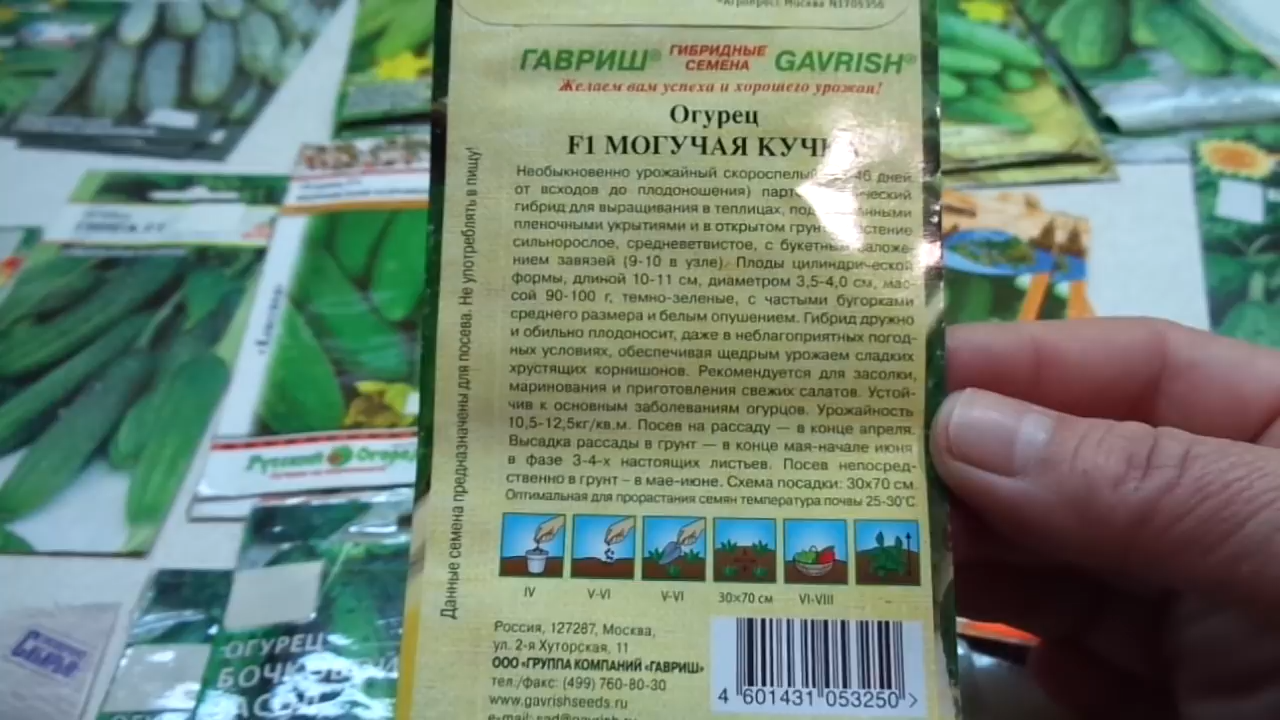 Агропресс Москва N1705356
ГАВРИШ® ГИБРИДНЫЕ СЕМЕНА GAVRISH®
Желаем вам успеха и хорошего урожая!
Огурец
F1 МОГУЧАЯ
Необыкновенно урожайный дней
от всходов до плодоношения)
гибрид для выращивания в теплицах, под
пленочными укрытиями и в открытом
сильнорослое, средневетвистое, с букетным
нием завязей (9-10 в узле). Плоды цилиндрической
формы, длиной 10-11 см, диаметром 3,5-4,0 см, мас-
сой 90-100 г, темно-зеленые, с частыми бугорками
среднего размера и белым опушением. Гибрид дружно
и обильно плодоносит, даже в неблагоприятных погод-
ных условиях, обеспечивая щедрым урожаем сладких
хрустящих корнишонов. Рекомендуется для засолки,
маринования и приготовления свежих салатов. Устой-
чив к основным заболеваниям огурцов. Урожайность
10,5-12,5кг/кв.м. Посев на рассаду — в конце апреля.
Высадка рассады в грунт — в конце мая-начале июня
в фазе 3-4-х настоящих листьев. Посев непосред-
ственно в грунт – в мае-июне. Схема посадки: 30х70 см.
Оптимальная для прорастания семян температура почвы 25-30°С
IV V-VI V-VI 30×70 см VI-VIII -
Россия, 127287, Москва,
ул. 2-я Хуторская, 11
ООО «ГРУППА КОМПАНИЙ «ГАВРИШ»
тел./факс: (499) 760-80-30
www.gavrishseeds.ru
4 601431 053250 >
Данные семена предназначены для посева. Не употреблять в пищу!
Русский Огород
ОГУРЕЦ